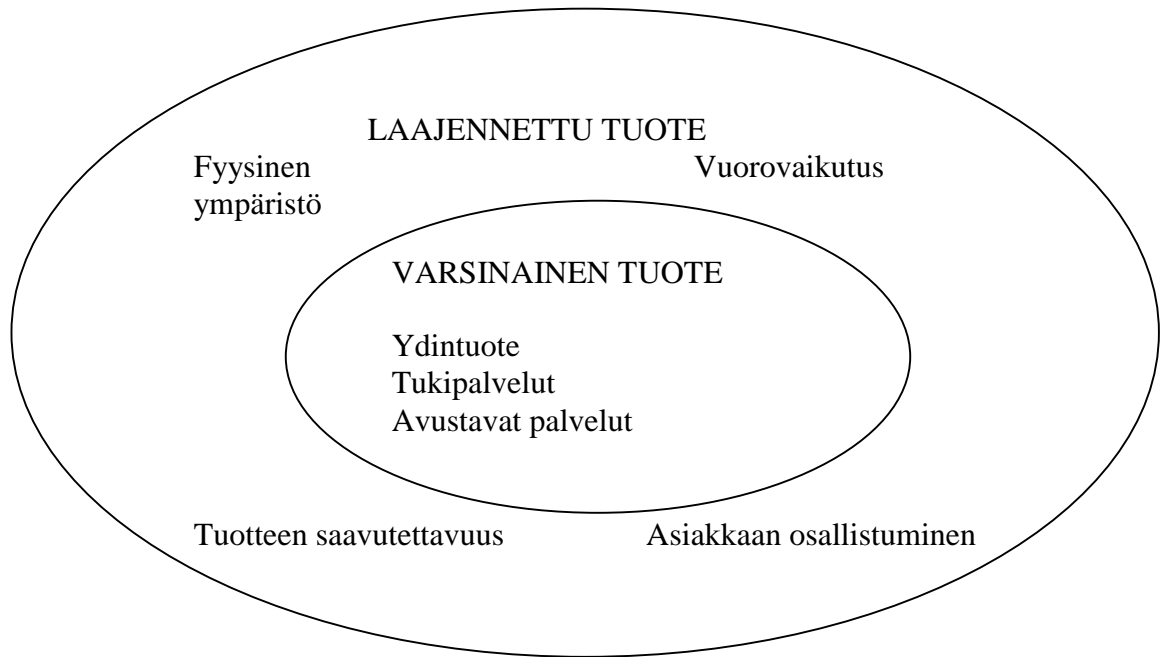 LAAJENNETTU TUOTE
Fyysinen
ympäristö
Vuorovaikutus
VARSINAINEN TUOTE
Ydintuote
Tukipalvelut
Avustavat palvelut
Tuotteen saavutettavuus
Asiakkaan osallistuminen